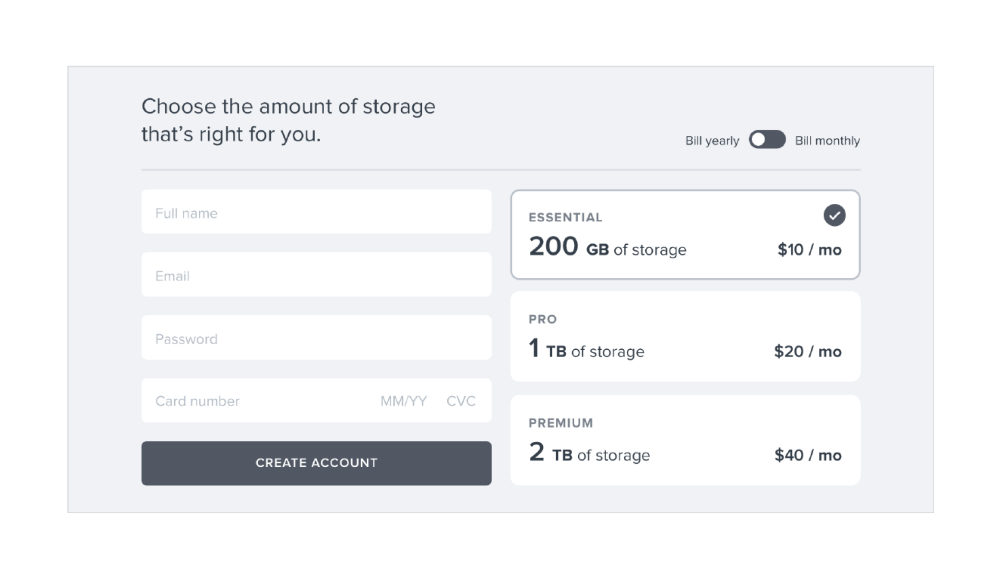 Choose the amount of storage
that’s right for you.
Bill yearly
Bill monthly
Full name
Email
Password
Card number MM/YY CVC
CREATE ACCOUNT
ESSENTIAL
200 GB of storage $10 / mo
PRO
1 TB of storage $20 / mo
PREMIUM
2 TB of storage $40 / mo